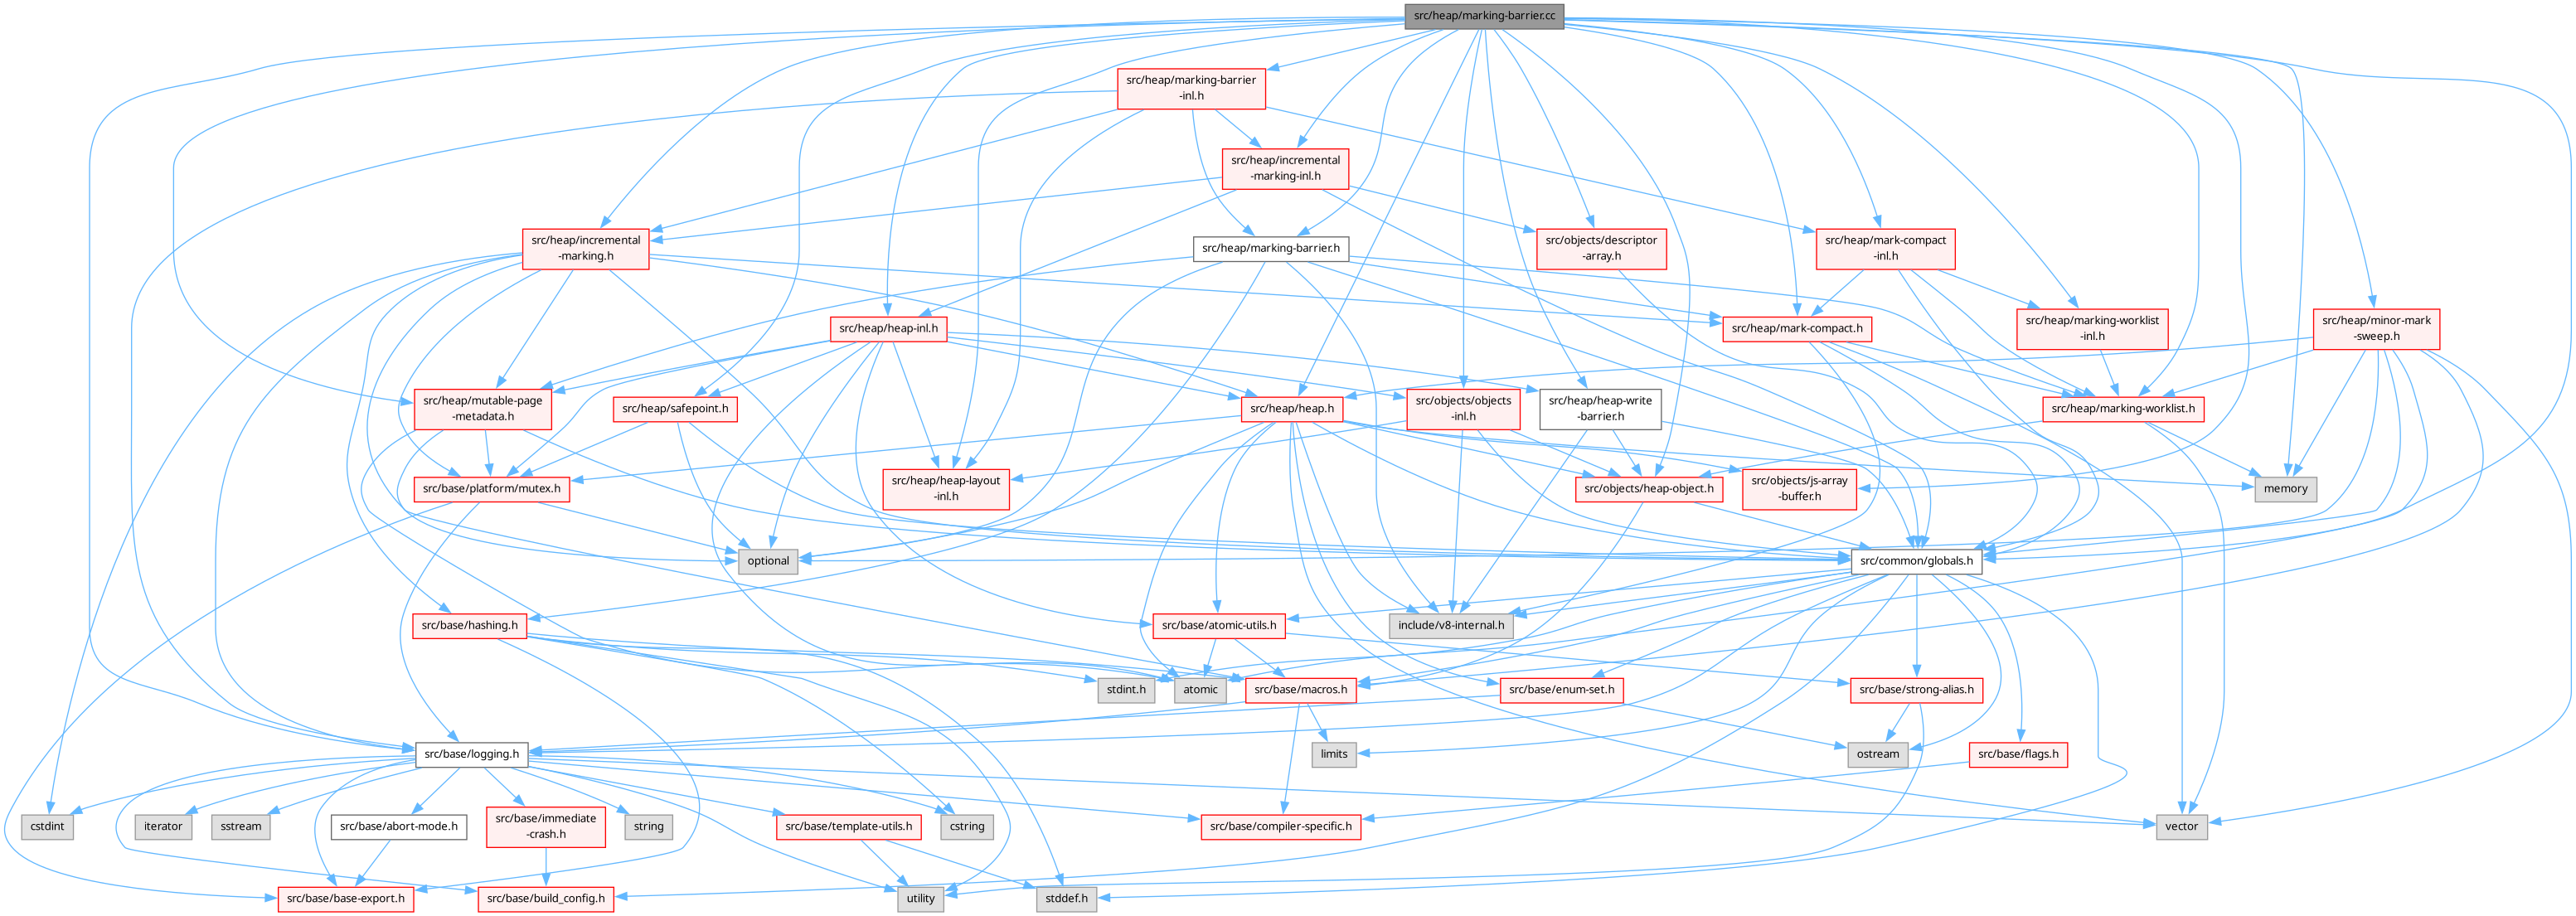 src/heap/marking-barrier.cc
src/heap/marking-barrier
-inl.h
src/heap/incremental
-marking-inl.h
src/heap/incremental
-marking.h
src/heap/marking-barrier.h
src/objects/descriptor
-array.h
src/heap/mark-compact
-inl.h
src/heap/heap-inl.h
src/heap/mark-compact.h
src/heap/marking-worklist
-inl.h
src/heap/minor-mark
-sweep.h
src/heap/mutable-page
-metadata.h
src/heap/safepoint.h
src/heap/heap.h
src/objects/objects
-inl.h
src/heap/heap-write
-barrier.h
src/heap/marking-worklist.h
src/base/platform/mutex.h
src/heap/heap-layout
-inl.h
src/objects/heap-object.h
src/objects/js-array
-buffer.h
memory
optional
src/common/globals.h
src/base/hashing.h
src/base/atomic-utils.h
include/v8-internal.h
stdint.h
atomic
src/base/macros.h
src/base/enum-set.h
src/base/strong-alias.h
src/base/logging.h
limits
ostream
src/base/flags.h
cstdint
iterator
sstream
src/base/abort-mode.h
src/base/immediate
-crash.h
string
src/base/template-utils.h
cstring
src/base/compiler-specific.h
vector
src/base/base-export.h
src/base/build_config.h
utility
stddef.h